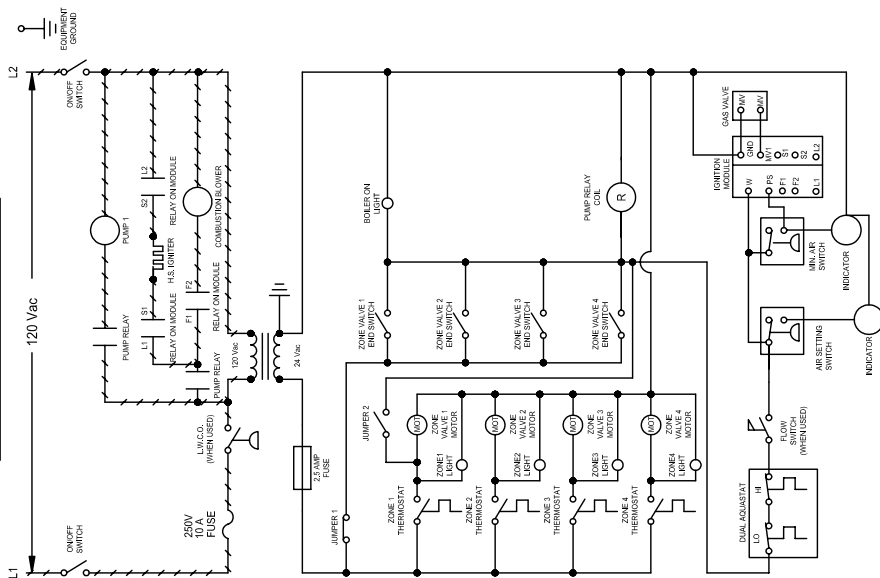 L2
ON/OFF
SWITCH
EQUIPMENT
GROUND
120 Vac
L1
ON/OFF
SWITCH
PUMP 1
PUMP RELAY
L2
S2
RELAY ON MODULE
H.S. IGNITER
S1
L1
RELAY ON MODULE
COMBUSTION BLOWER
F2
F1
RELAY ON MODULE
PUMP RELAY
L.W.C.O.
(WHEN USED)
250V
10 A
FUSE
120 Vac
24 Vac
2.5 AMP
FUSE
JUMPER 1
JUMPER 2
BOILER ON
LIGHT
ZONE VALVE 1
END SWITCH
ZONE VALVE 2
END SWITCH
ZONE VALVE 3
END SWITCH
ZONE VALVE 4
END SWITCH
PUMP RELAY
COIL
R
MOT
ZONE
VALVE 1
MOTOR
ZONE1
LIGHT
ZONE 1
THERMOSTAT
MOT
ZONE
VALVE 2
MOTOR
ZONE2
LIGHT
ZONE 2
THERMOSTAT
MOT
ZONE
VALVE 3
MOTOR
ZONE3
LIGHT
ZONE 3
THERMOSTAT
MOT
ZONE
VALVE 4
MOTOR
ZONE4
LIGHT
ZONE 4
THERMOSTAT
GAS VALVE
MV
MV
IGNITION
MODULE
GND
MV1
S1
S2
L2
W
PS
F1
F2
L1
MIN. AIR
SWITCH
INDICATOR
AIR SETTING
SWITCH
INDICATOR
FLOW
SWITCH
(WHEN USED)
DUAL AQUASTAT
HI
LO